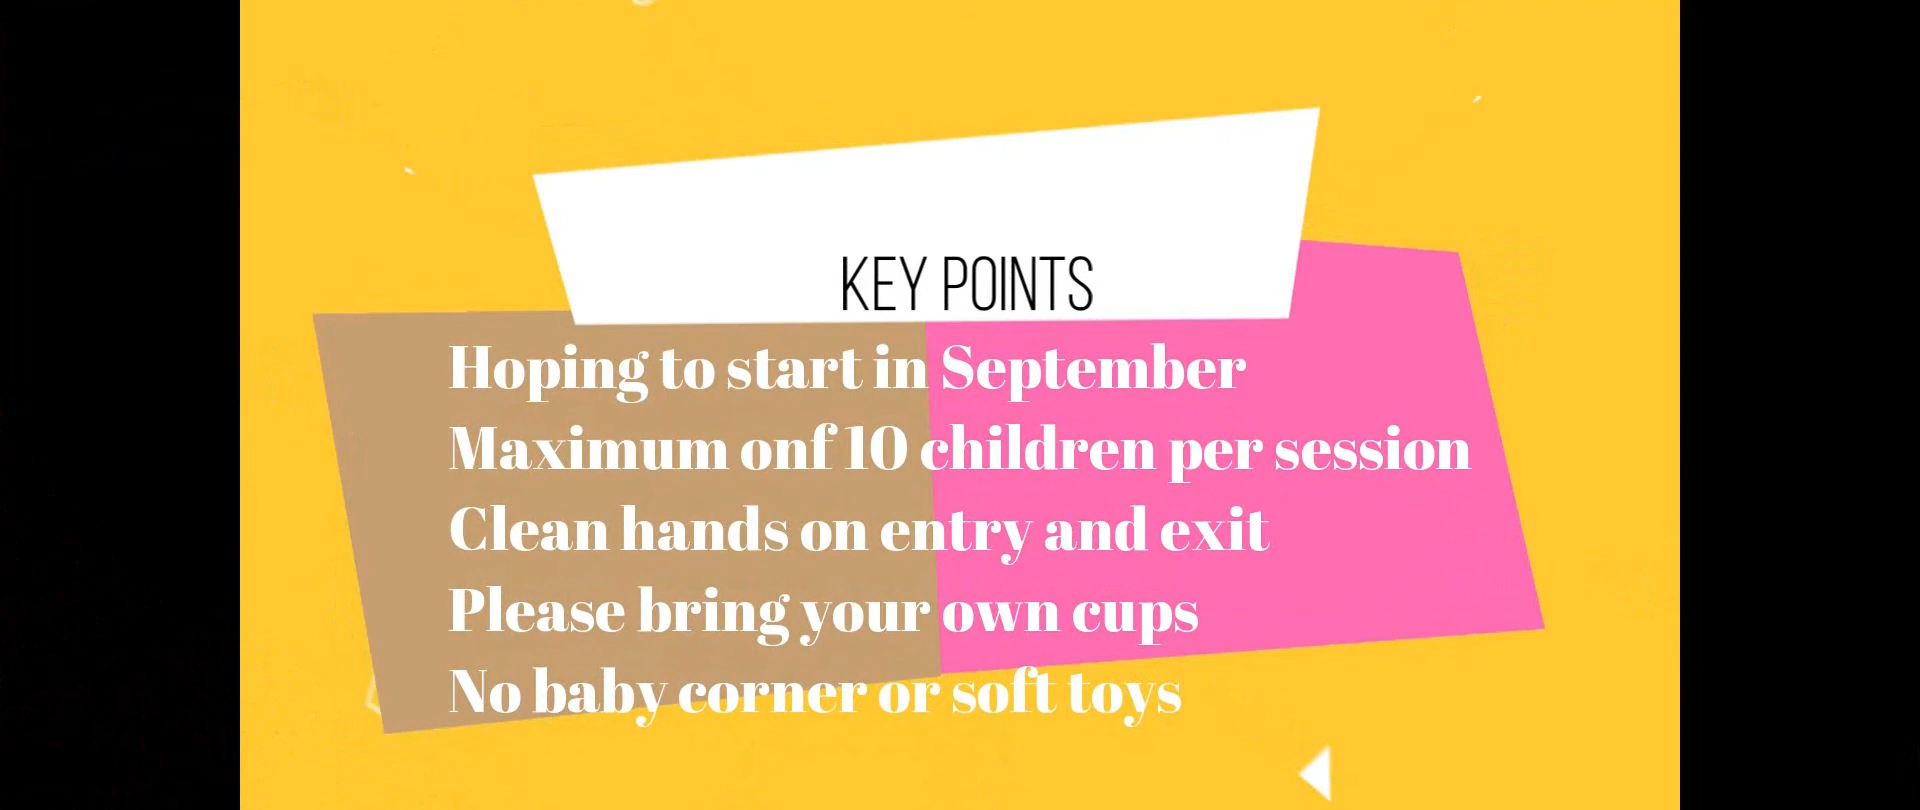 KEY POINTS
Hoping to start in September
Maximum onf 10 children per session
Clean hands on entry and exit
Please bring your own cups
No baby corner or soft toys